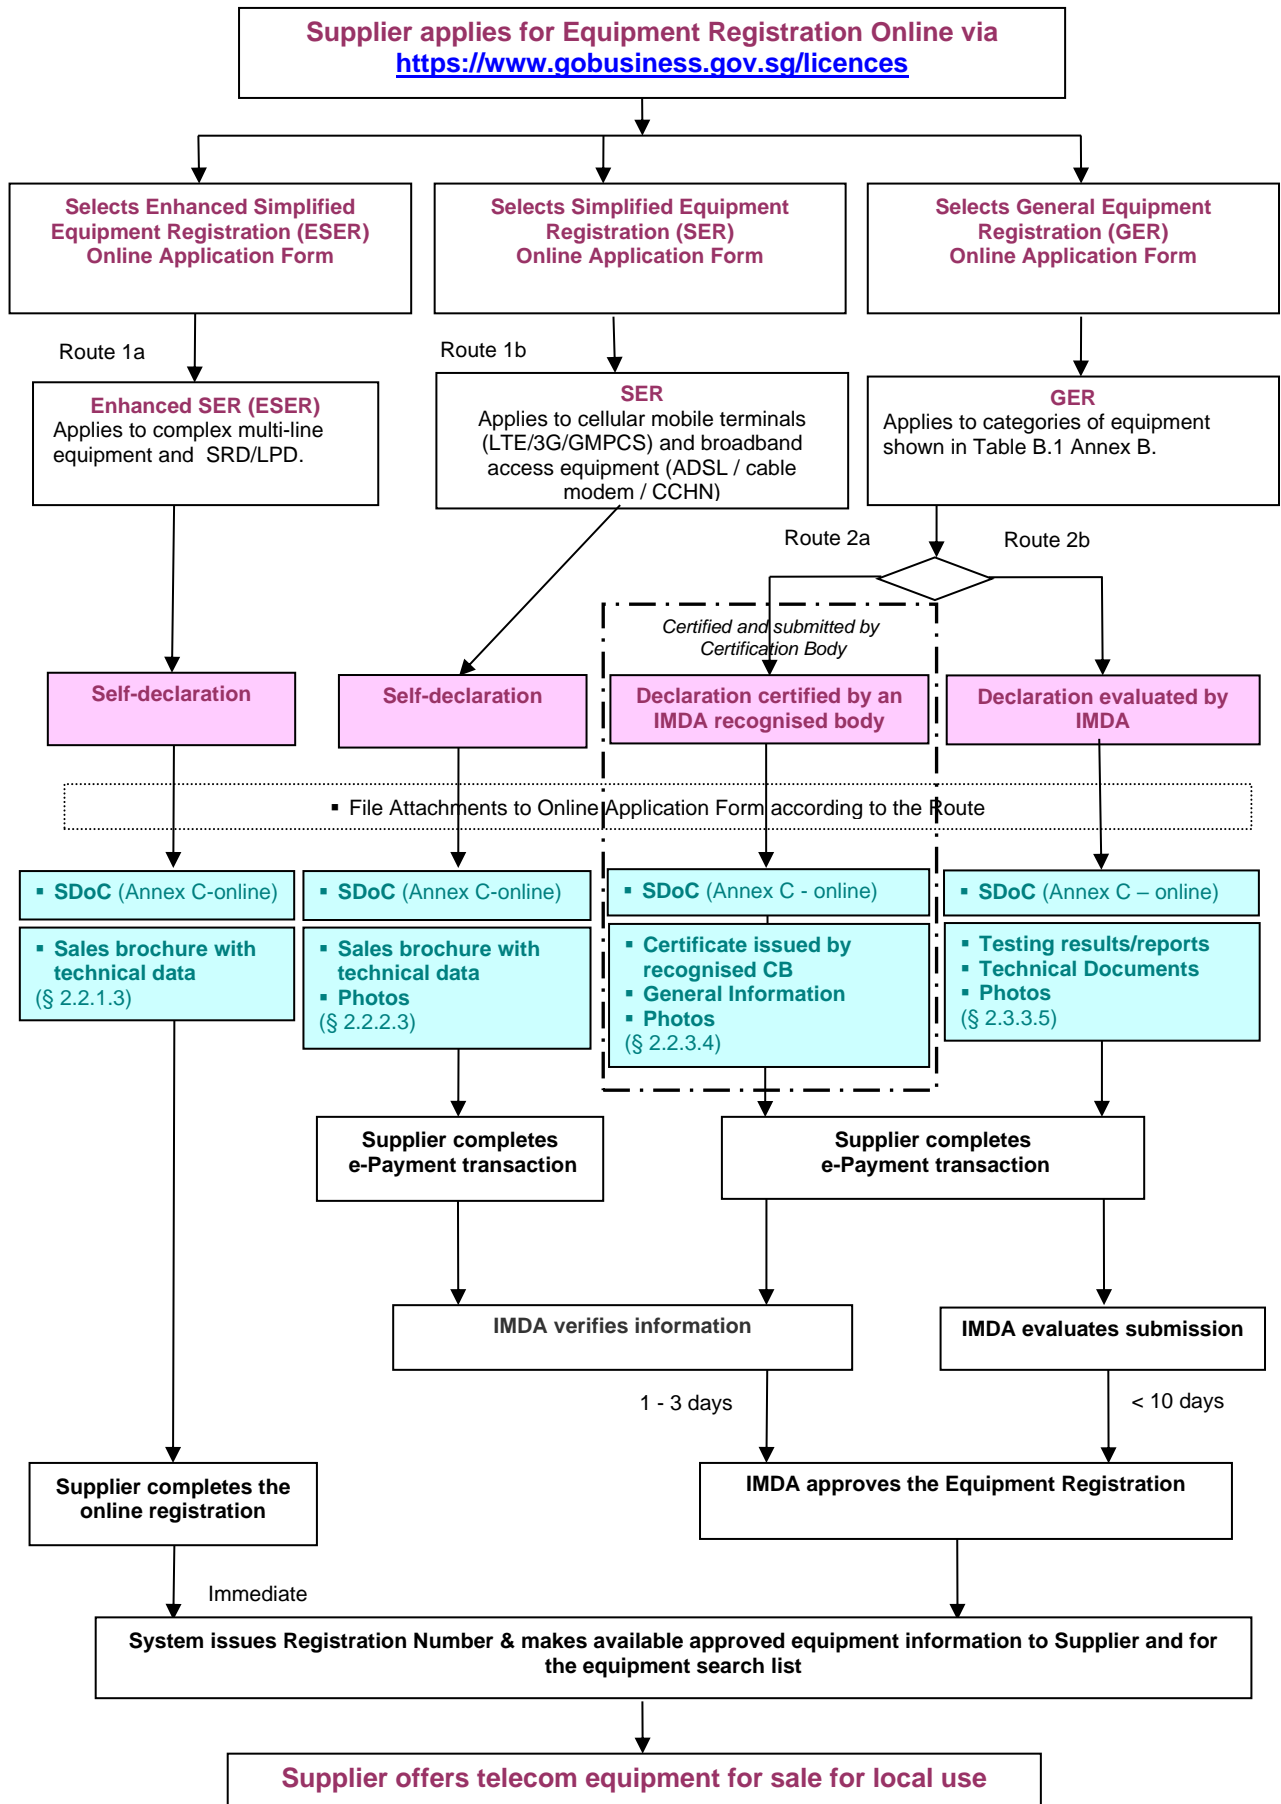 Supplier applies for Equipment Registration Online via
https://www.gobusiness.gov.sg/licences
Selects Enhanced Simplified
Equipment Registration (ESER)
Online Application Form
Selects Simplified Equipment
Registration (SER)
Online Application Form
Selects General Equipment
Registration (GER)
Online Application Form
Route 1a
Route 1b
Enhanced SER (ESER)
Applies to complex multi-line
equipment and SRD/LPD.
SER
Applies to cellular mobile terminals
(LTE/3G/GMPCS) and broadband
access equipment (ADSL / cable
modem / CCHN)
GER
Applies to categories of equipment
shown in Table B.1 Annex B.
Route 2a
Route 2b
Certified and submitted by
Certification Body
Self-declaration
Self-declaration
Declaration certified by an
IMDA recognised body
Declaration evaluated by
IMDA
▪ File Attachments to Online Application Form according to the Route
▪ SDoC (Annex C-online)
▪ SDoC (Annex C-online)
▪ SDoC (Annex C - online)
▪ SDoC (Annex C – online)
▪ Sales brochure with
technical data
(§ 2.2.1.3)
▪ Sales brochure with
technical data
▪ Photos
(§ 2.2.2.3)
▪ Certificate issued by
recognised CB
▪ General Information
▪ Photos
(§ 2.2.3.4)
▪ Testing results/reports
▪ Technical Documents
▪ Photos
(§ 2.3.3.5)
Supplier completes
e-Payment transaction
Supplier completes
e-Payment transaction
IMDA verifies information
IMDA evaluates submission
1 - 3 days
< 10 days
Supplier completes the
online registration
IMDA approves the Equipment Registration
Immediate
System issues Registration Number & makes available approved equipment information to Supplier and for
the equipment search list
Supplier offers telecom equipment for sale for local use